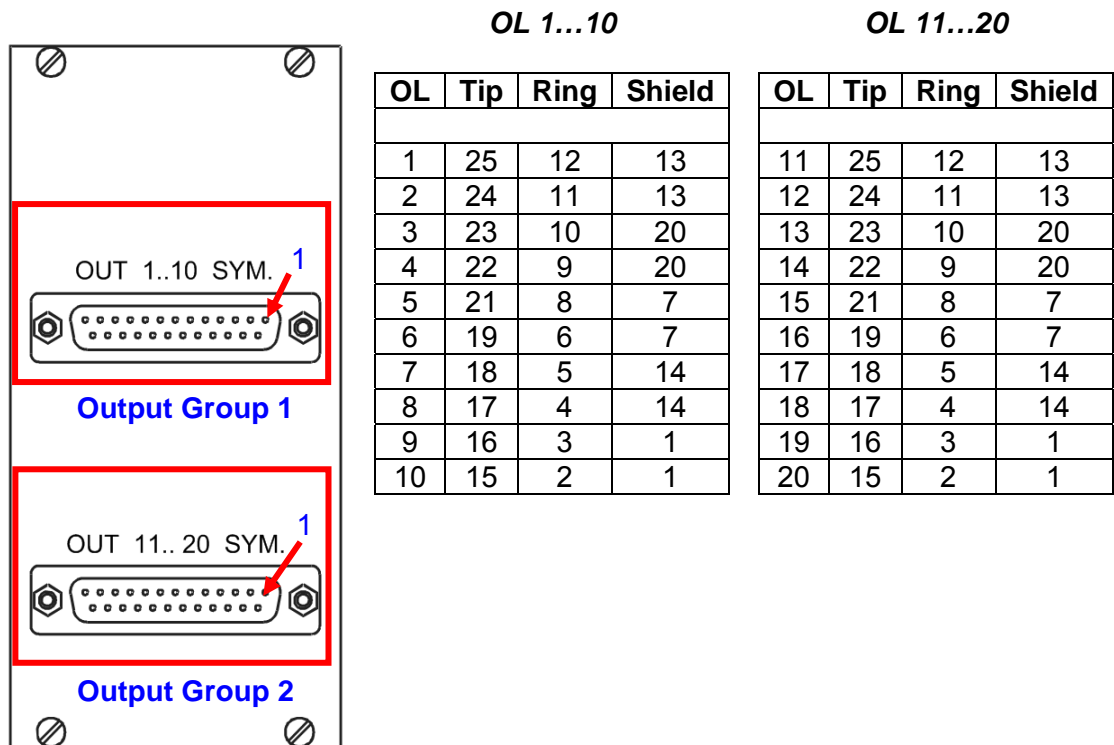 OL 1…10
OL Tip Ring Shield
1 25 12 13
2 24 11 13
3 23 10 20
4 22 9 20
5 21 8 7
6 19 6 7
7 18 5 14
8 17 4 14
9 16 3 1
10 15 2 1
OL 11…20
OL Tip Ring Shield
11 25 12 13
12 24 11 13
13 23 10 20
14 22 9 20
15 21 8 7
16 19 6 7
17 18 5 14
18 17 4 14
19 16 3 1
20 15 2 1
OUT 1..10 SYM.
1
Output Group 1
OUT 11.. 20 SYM.
1
Output Group 2